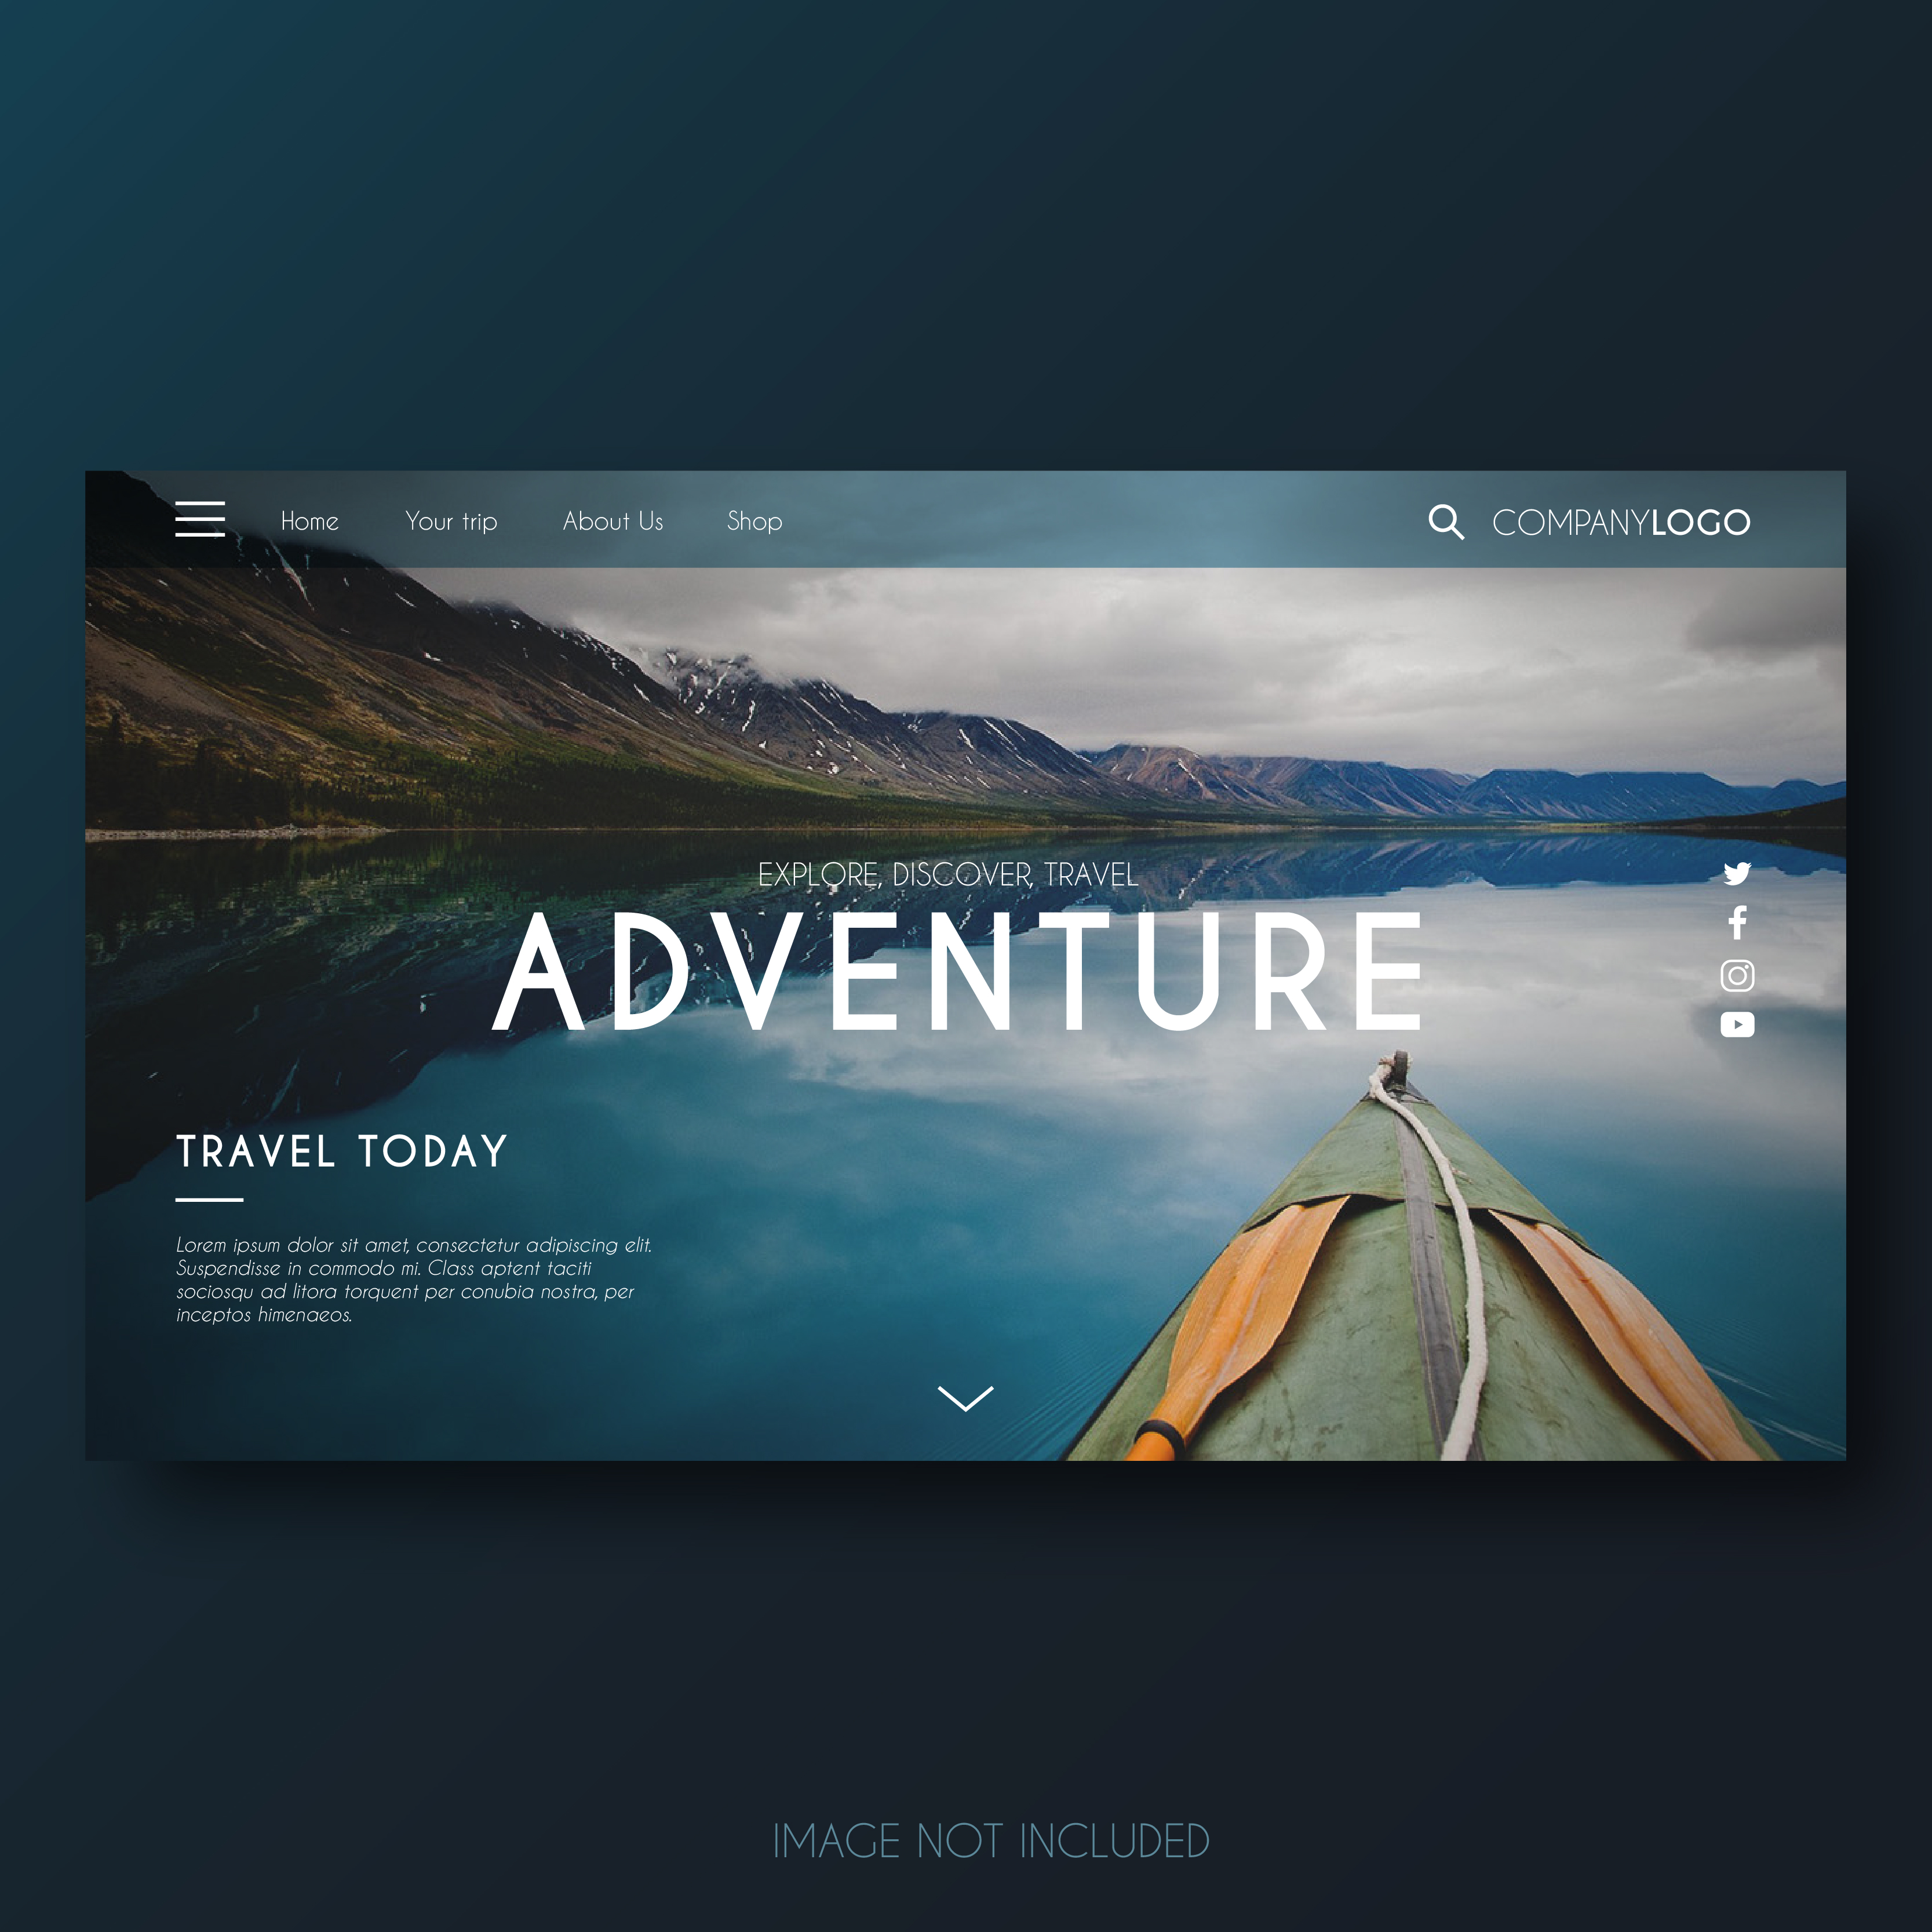 Home Your trip About Us Shop COMPANYLOGO
EXPLORE, DISCOVER, TRAVEL
ADVENTURE
TRAVEL TODAY
Lorem ipsum dolor sit amet, consectetur adipiscing elit.
Suspendisse in commodo mi. Class aptent taciti
sociosqu ad litora torquent per conubia nostra, per
inceptos himenaeos.
IMAGE NOT INCLUDED